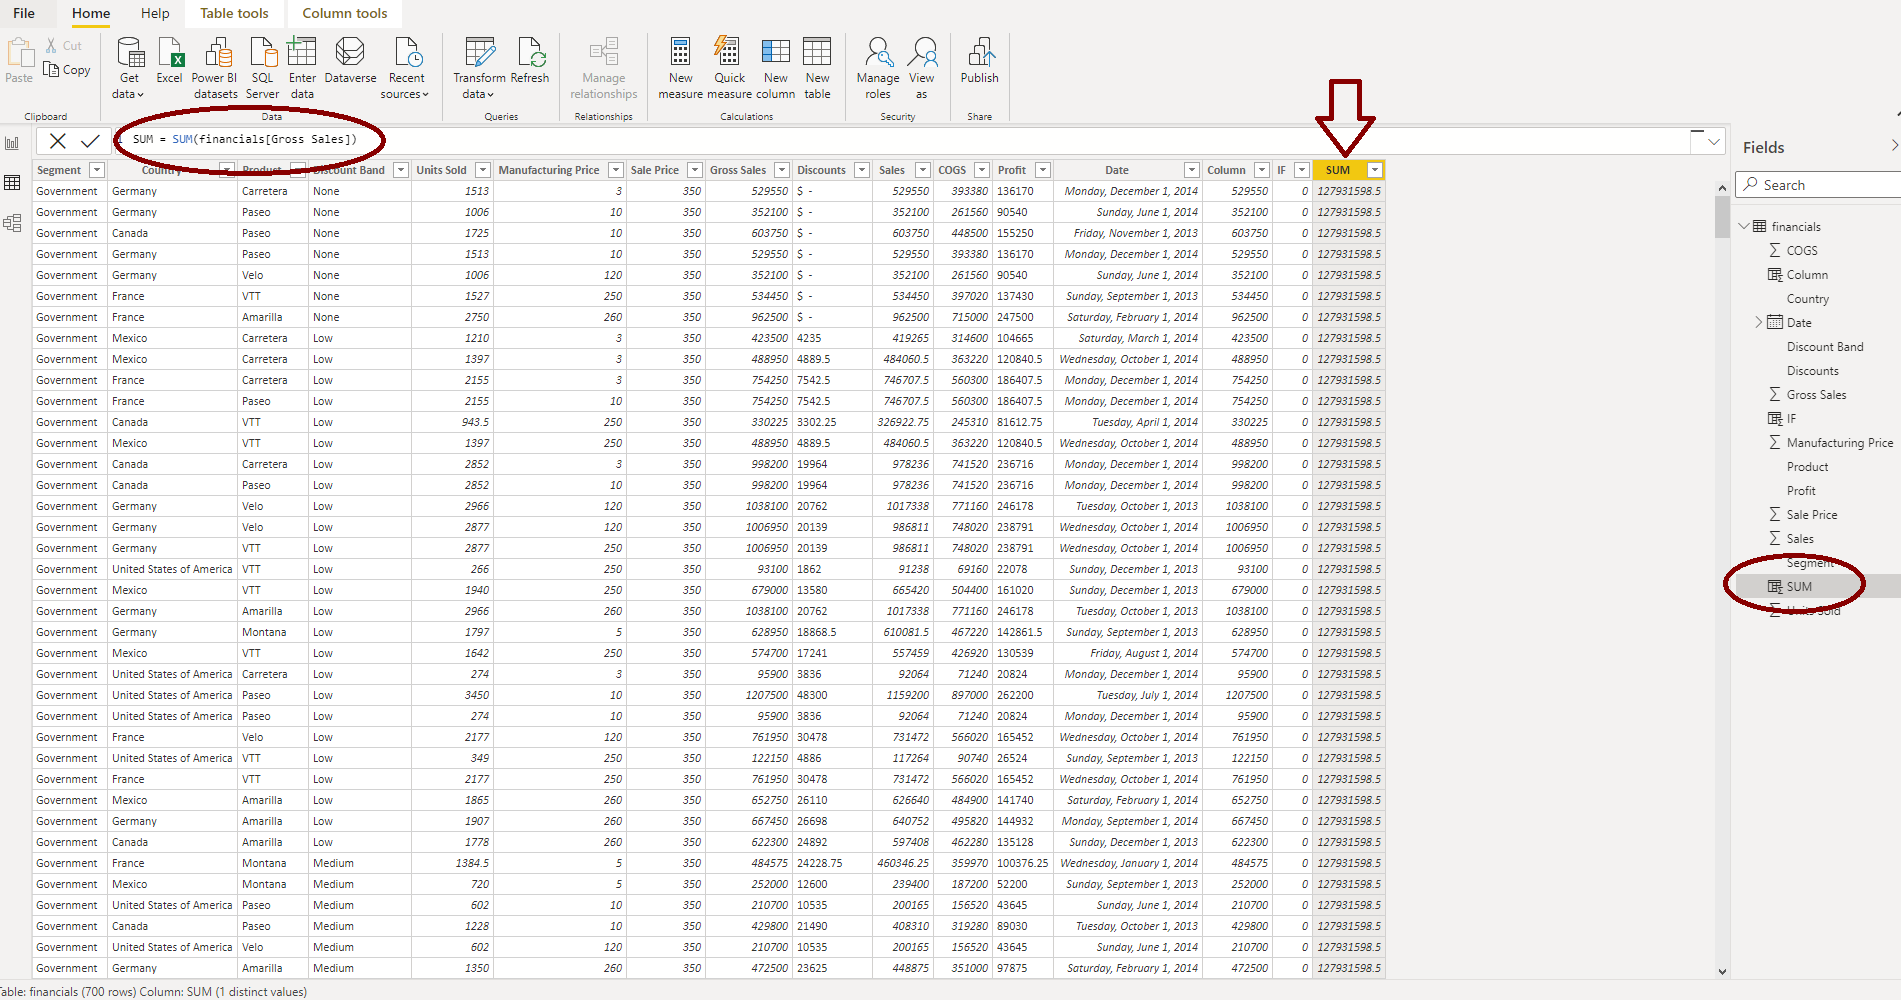 File Home Help Table tools Column tools
Paste Cut Copy Clipboard
Get data Excel Power BI datasets SQL Server Enter data Dataverse Recent sources Data
Transform data Refresh Queries
Manage relationships Relationships
New measure Quick measure New column New table Calculations
Manage roles View as Security
Publish Share
SUM = SUM(financials[Gross Sales])
Segment Country Product Discount Band Units Sold Manufacturing Price Sale Price Gross Sales Discounts Sales COGS Profit Date Column IF SUM
Government Germany Carretera None 1513 3 350 529550 $ - 529550 393380 136170 Monday, December 1, 2014 529550 0 127931598.5
Government Germany Paseo None 1006 10 350 352100 $ - 352100 261560 90540 Sunday, June 1, 2014 352100 0 127931598.5
Government Canada Paseo None 1725 10 350 603750 $ - 603750 448500 155250 Friday, November 1, 2013 603750 0 127931598.5
Government Germany Paseo None 1513 10 350 529550 $ - 529550 393380 136170 Monday, December 1, 2014 529550 0 127931598.5
Government Germany Velo None 1006 120 350 352100 $ - 352100 261560 90540 Sunday, June 1, 2014 352100 0 127931598.5
Government France VTT None 1527 250 350 534450 $ - 534450 397020 137430 Sunday, September 1, 2013 534450 0 127931598.5
Government France Amarilla None 2750 260 350 962500 $ - 962500 715000 247500 Saturday, February 1, 2014 962500 0 127931598.5
Government Mexico Carretera Low 1210 3 350 423500 4235 419265 314600 104665 Saturday, March 1, 2014 423500 0 127931598.5
Government Mexico Carretera Low 1397 3 350 488950 4889.5 484060.5 363220 120840.5 Wednesday, October 1, 2014 488950 0 127931598.5
Government France Carretera Low 2155 3 350 754250 7542.5 746707.5 560300 186407.5 Monday, December 1, 2014 754250 0 127931598.5
Government France Paseo Low 2155 10 350 754250 7542.5 746707.5 560300 186407.5 Monday, December 1, 2014 754250 0 127931598.5
Government Canada VTT Low 943.5 250 350 330225 3302.25 326922.75 245310 81612.75 Tuesday, April 1, 2014 330225 0 127931598.5
Government Mexico VTT Low 1397 250 350 488950 4889.5 484060.5 363220 120840.5 Wednesday, October 1, 2014 488950 0 127931598.5
Government Canada Carretera Low 2852 3 350 998200 19964 978236 741520 236716 Monday, December 1, 2014 998200 0 127931598.5
Government Canada Paseo Low 2852 10 350 998200 19964 978236 741520 236716 Monday, December 1, 2014 998200 0 127931598.5
Government Germany Velo Low 2966 120 350 1038100 20762 1017338 771160 246178 Tuesday, October 1, 2013 1038100 0 127931598.5
Government Germany Velo Low 2877 120 350 1006950 20139 986811 748020 238791 Wednesday, October 1, 2014 1006950 0 127931598.5
Government Germany VTT Low 2877 250 350 1006950 20139 986811 748020 238791 Wednesday, October 1, 2014 1006950 0 127931598.5
Government United States of America VTT Low 266 250 350 93100 1862 91238 69160 22078 Sunday, December 1, 2013 93100 0 127931598.5
Government Mexico VTT Low 1940 250 350 679000 13580 665420 504400 161020 Sunday, December 1, 2013 679000 0 127931598.5
Government Germany Amarilla Low 2966 260 350 1038100 20762 1017338 771160 246178 Tuesday, October 1, 2013 1038100 0 127931598.5
Government Germany Montana Low 1797 5 350 628950 18868.5 610081.5 467220 142861.5 Sunday, September 1, 2013 628950 0 127931598.5
Government Mexico VTT Low 1642 250 350 574700 17241 557459 426920 130539 Friday, August 1, 2014 574700 0 127931598.5
Government United States of America Carretera Low 274 3 350 95900 3836 92064 71240 20824 Monday, December 1, 2014 95900 0 127931598.5
Government United States of America Paseo Low 3450 10 350 1207500 48300 1159200 897000 262200 Tuesday, July 1, 2014 1207500 0 127931598.5
Government United States of America Paseo Low 274 10 350 95900 3836 92064 71240 20824 Monday, December 1, 2014 95900 0 127931598.5
Government France Velo Low 2177 120 350 761950 30478 731472 566020 165452 Wednesday, October 1, 2014 761950 0 127931598.5
Government United States of America VTT Low 349 250 350 122150 4886 117264 90740 26524 Sunday, September 1, 2013 122150 0 127931598.5
Government France VTT Low 2177 250 350 761950 30478 731472 566020 165452 Wednesday, October 1, 2014 761950 0 127931598.5
Government Mexico Amarilla Low 1865 260 350 652750 26110 626640 484900 141740 Saturday, February 1, 2014 652750 0 127931598.5
Government Germany Amarilla Low 1907 260 350 667450 26698 640752 495820 144932 Monday, September 1, 2014 667450 0 127931598.5
Government Canada Amarilla Low 1778 260 350 622300 24892 597408 462280 135128 Sunday, December 1, 2013 622300 0 127931598.5
Government France Montana Medium 1384.5 5 350 484575 24228.75 460346.25 359970 100376.25 Wednesday, January 1, 2014 484575 0 127931598.5
Government Mexico Montana Medium 720 5 350 252000 12600 239400 187200 52200 Sunday, September 1, 2013 252000 0 127931598.5
Government United States of America Paseo Medium 602 10 350 210700 10535 200165 156520 43645 Sunday, June 1, 2014 210700 0 127931598.5
Government Canada Paseo Medium 1228 10 350 429800 21490 408310 319280 89030 Tuesday, October 1, 2013 429800 0 127931598.5
Government United States of America Velo Medium 602 120 350 210700 10535 200165 156520 43645 Sunday, June 1, 2014 210700 0 127931598.5
Government Germany Amarilla Medium 1350 260 350 472500 23625 448875 351000 97875 Saturday, February 1, 2014 472500 0 127931598.5
Fields
Search
financials
COGS
Column
Country
Date
Discount Band
Discounts
Gross Sales
IF
Manufacturing Price
Product
Profit
Sale Price
Sales
Segment
SUM
Units Sold
Table: financials (700 rows) Column: SUM (1 distinct values)